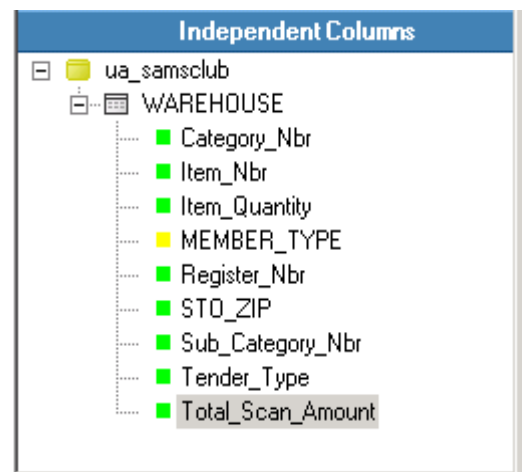 Independent Columns
ua_samsclub
WAREHOUSE
Category_Nbr
Item_Nbr
Item_Quantity
MEMBER_TYPE
Register_Nbr
STO_ZIP
Sub_Category_Nbr
Tender_Type
Total_Scan_Amount